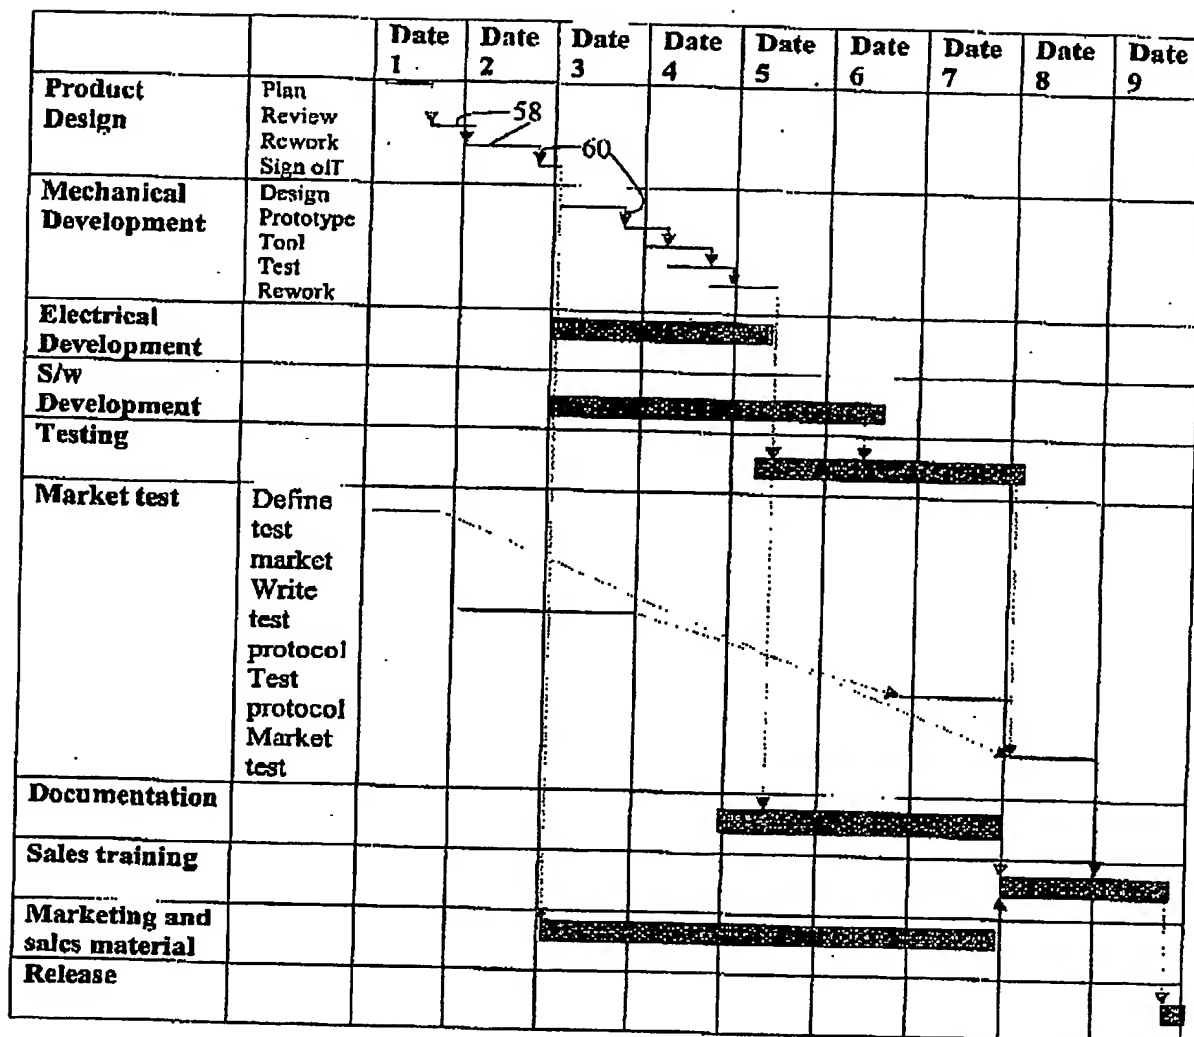 Date Date Date Date Date Date Date Date Date
1 2 3 4 5 6 7 8 9
Product Plan
Design Review
58
Rework
60
Sign off
Mechanical Design
Development Prototype
Tool
Test
Rework
Electrical
Development
S/w
Development
Testing
Market test Define
test
market
Write
test
protocol
Test
protocol
Market
test
Documentation
Sales training
Marketing and
sales material
Release